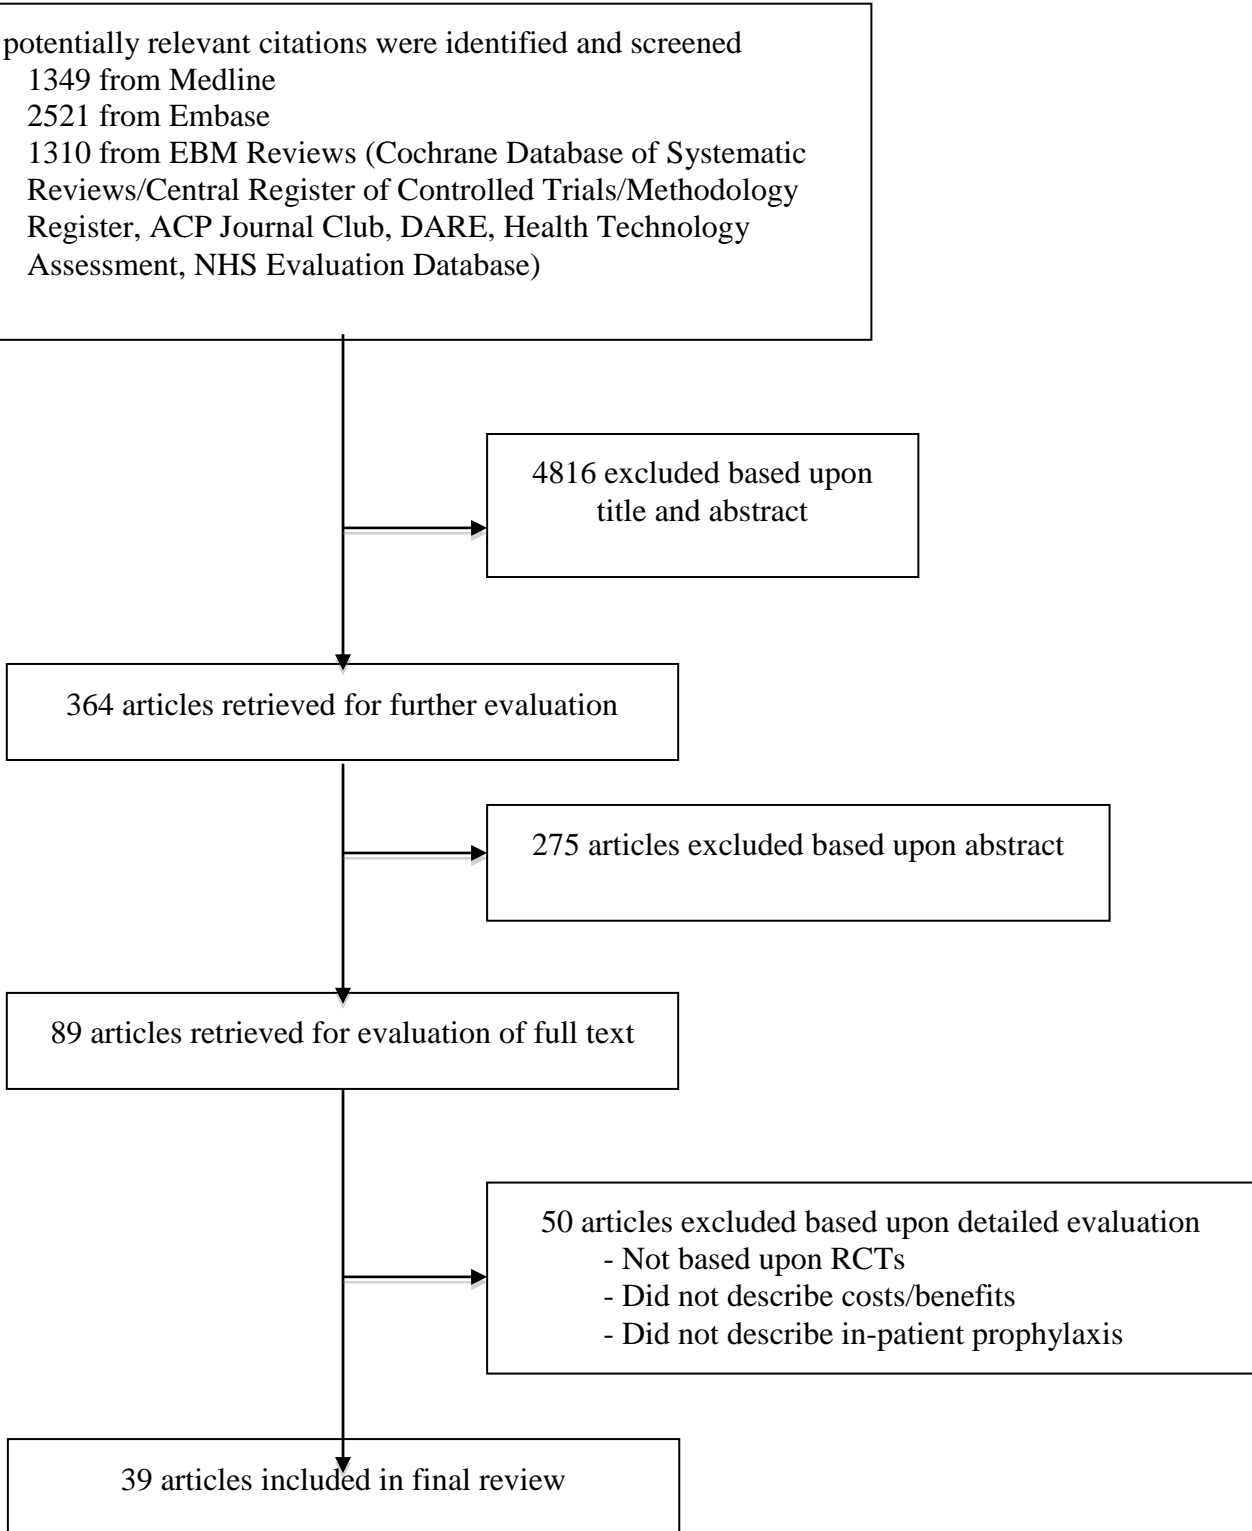 potentially relevant citations were identified and screened
1349 from Medline
2521 from Embase
1310 from EBM Reviews (Cochrane Database of Systematic
Reviews/Central Register of Controlled Trials/Methodology
Register, ACP Journal Club, DARE, Health Technology
Assessment, NHS Evaluation Database)
4816 excluded based upon
title and abstract
364 articles retrieved for further evaluation
275 articles excluded based upon abstract
89 articles retrieved for evaluation of full text
50 articles excluded based upon detailed evaluation
- Not based upon RCTs
- Did not describe costs/benefits
- Did not describe in-patient prophylaxis
39 articles included in final review